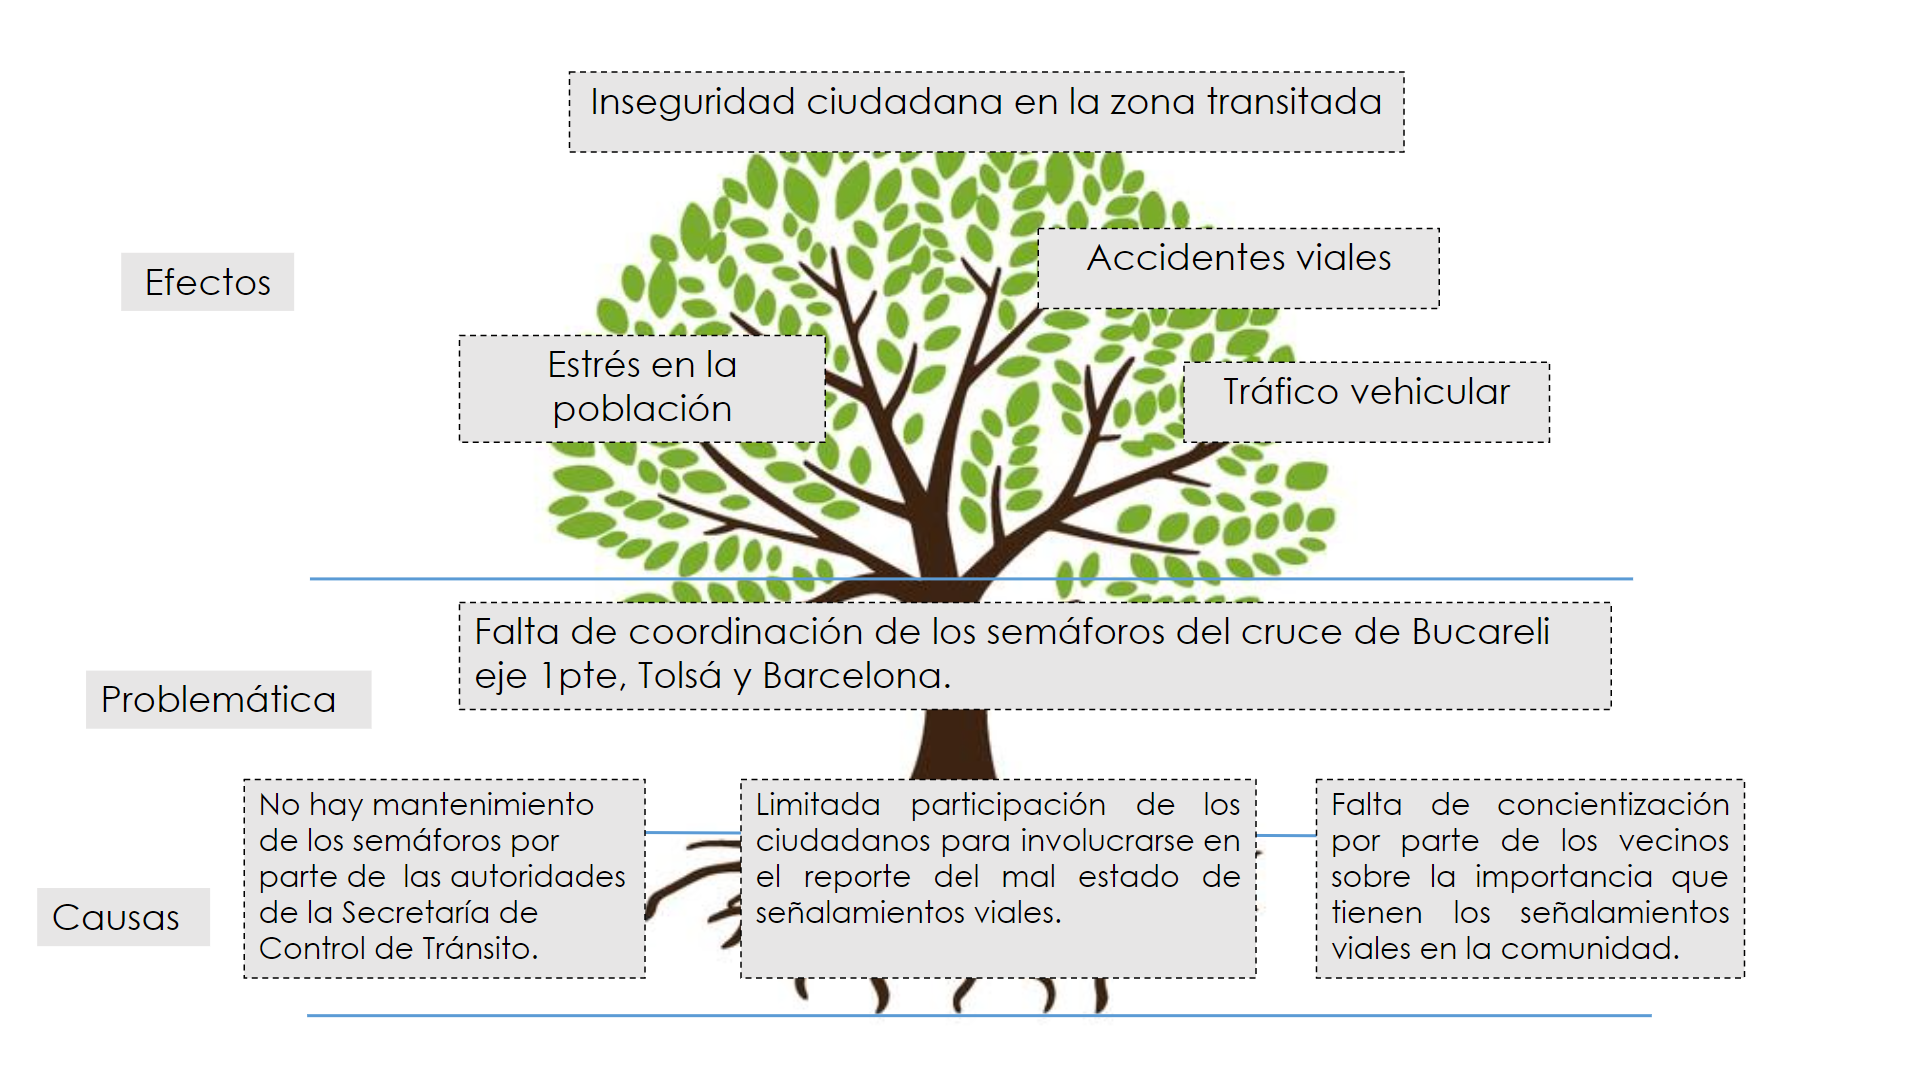 Inseguridad ciudadana en la zona transitada
Accidentes viales
Efectos
Estrés en la
población
Tráfico vehicular
Falta de coordinación de los semáforos del cruce de Bucareli
eje 1pte, Tolsá y Barcelona.
Problemática
No hay mantenimiento
de los semáforos por
parte de las autoridades
de la Secretaría de
Control de Tránsito.
Limitada participación de los
ciudadanos para involucrarse en
el reporte del mal estado de
señalamientos viales.
Falta de concientización
por parte de los vecinos
sobre la importancia que
tienen los señalamientos
viales en la comunidad.
Causas